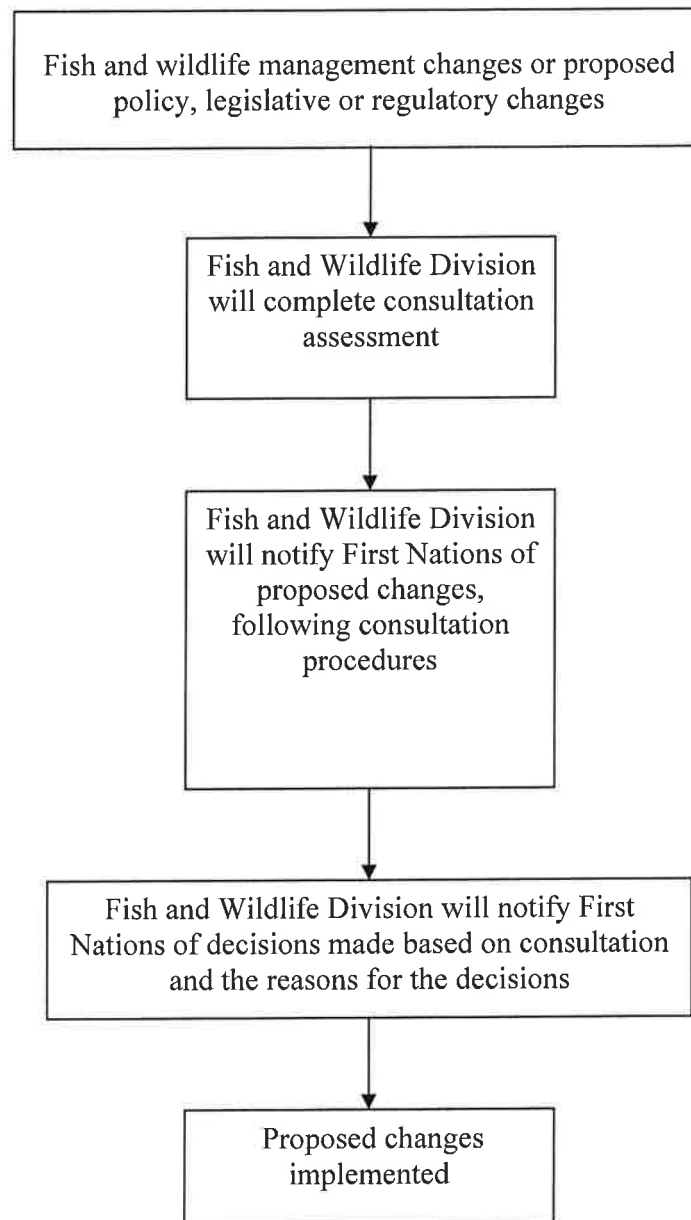 Fish and wildlife management changes or proposed
policy, legislative or regulatory changes
Fish and Wildlife Division
will complete consultation
assessment
Fish and Wildlife Division
will notify First Nations of
proposed changes,
following consultation
procedures
Fish and Wildlife Division will notify First
Nations of decisions made based on consultation
and the reasons for the decisions
Proposed changes
implemented